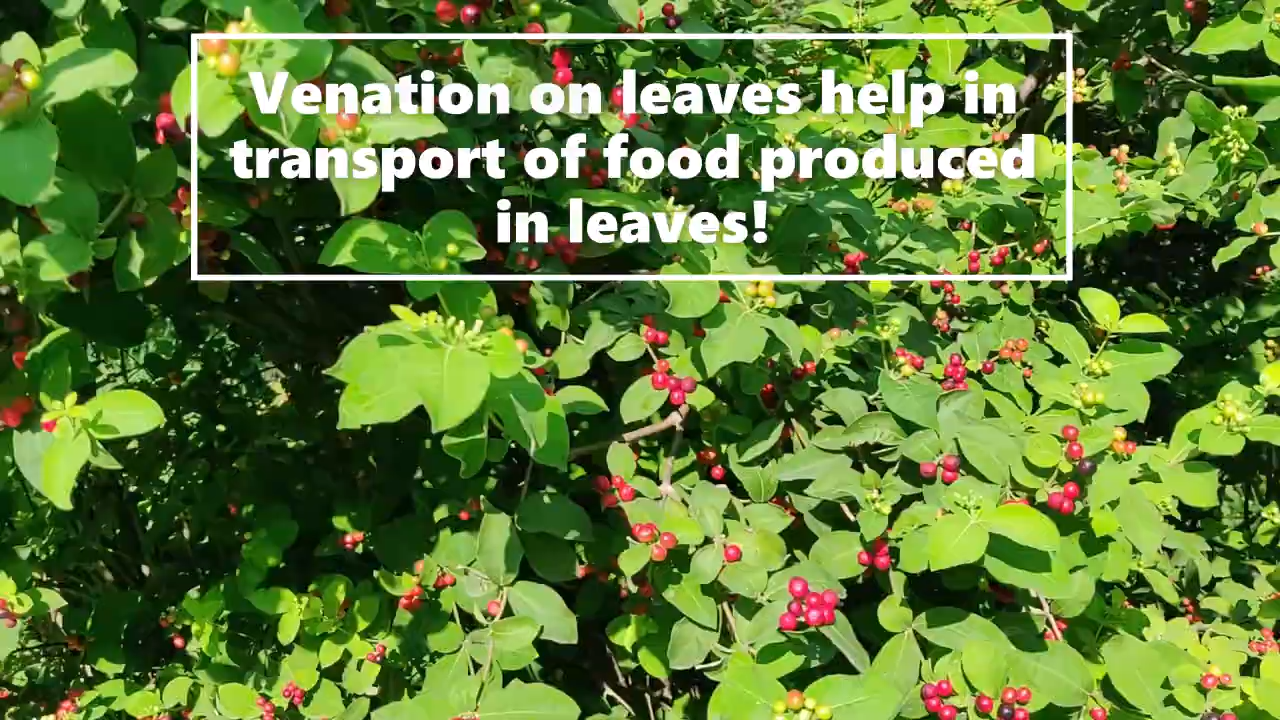 Venation on leaves help in
transport of food produced
in leaves!